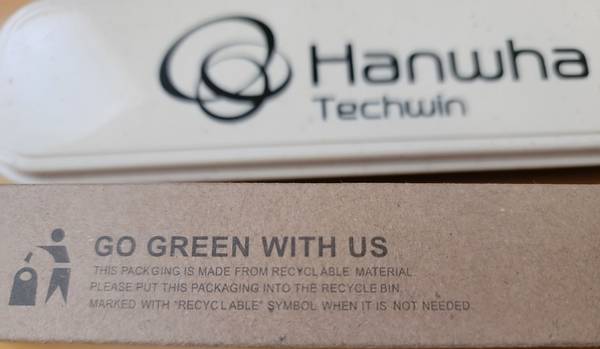 Hanwha
Techwin
GO GREEN WITH US
THIS PACKGING IS MADE FROM RECYCLABLE MATERIAL.
PLEASE PUT THIS PACKAGING INTO THE RECYCLE BIN.
MARKED WITH "RECYCLABLE" SYMBOL WHEN IT IS NOT NEEDED.